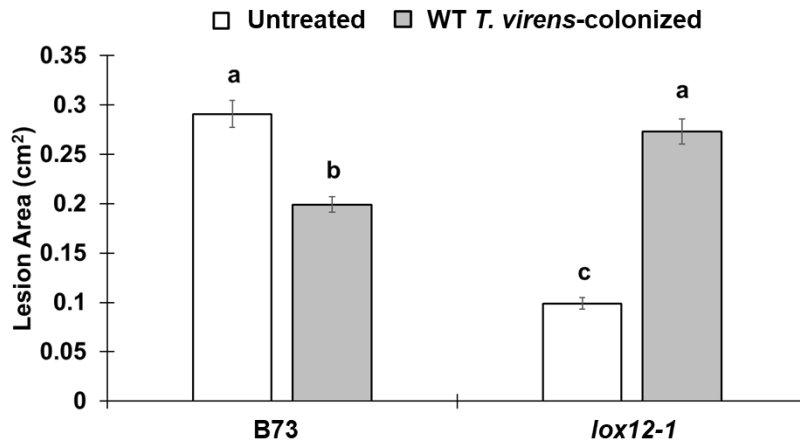 Untreated WT T. virens-colonized
Lesion Area (cm²)
0.35
0.3
0.25
0.2
0.15
0.1
0.05
0
a
b
c
a
B73
lox12-1